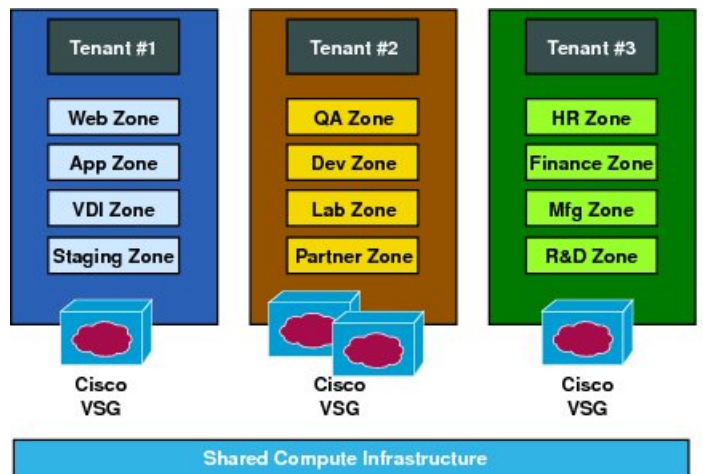 Tenant #1
Web Zone
App Zone
VDI Zone
Staging Zone
Cisco
VSG
Tenant #2
QA Zone
Dev Zone
Lab Zone
Partner Zone
Cisco
VSG
Tenant #3
HR Zone
Finance Zone
Mfg Zone
R&D Zone
Cisco
VSG
Shared Compute Infrastructure